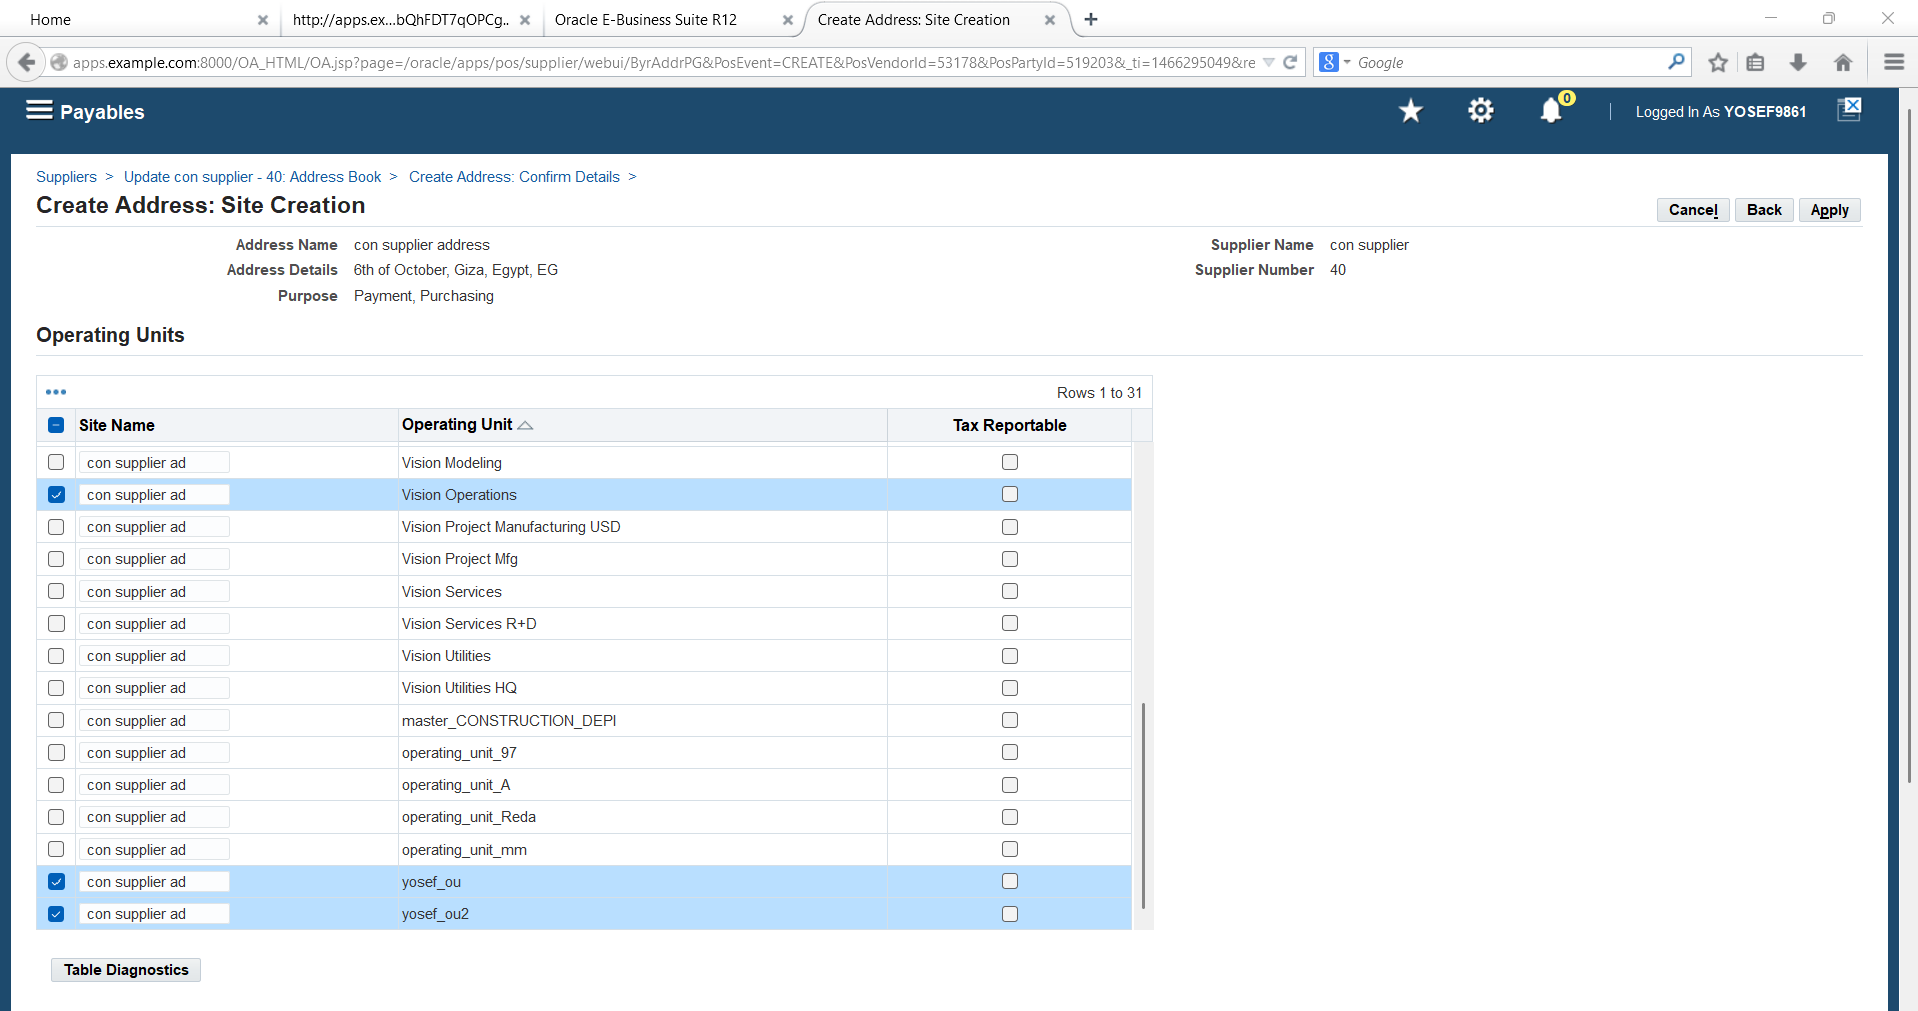 Home
http://apps.ex...bQhFDT7qOPCg..
Oracle E-Business Suite R12
Create Address: Site Creation
apps.example.com:8000/OA_HTML/OA.jsp?page=/oracle/apps/pos/supplier/webui/ByrAddrPG&PosEvent=CREATE&PosVendorId=53178&PosPartyId=519203&_ti=1466295049&re
8
Google
Payables
0
Logged In As YOSEF9861
Suppliers > Update con supplier - 40: Address Book > Create Address: Confirm Details >
Create Address: Site Creation
Cancel
Back
Apply
Address Name con supplier address
Supplier Name con supplier
Address Details 6th of October, Giza, Egypt, EG
Supplier Number 40
Purpose Payment, Purchasing
Operating Units
Rows 1 to 31
Site Name Operating Unit Tax Reportable
con supplier ad Vision Modeling
con supplier ad Vision Operations
con supplier ad Vision Project Manufacturing USD
con supplier ad Vision Project Mfg
con supplier ad Vision Services
con supplier ad Vision Services R+D
con supplier ad Vision Utilities
con supplier ad Vision Utilities HQ
con supplier ad master_CONSTRUCTION_DEPI
con supplier ad operating_unit_97
con supplier ad operating_unit_A
con supplier ad operating_unit_Reda
con supplier ad operating_unit_mm
con supplier ad yosef_ou
con supplier ad yosef_ou2
Table Diagnostics